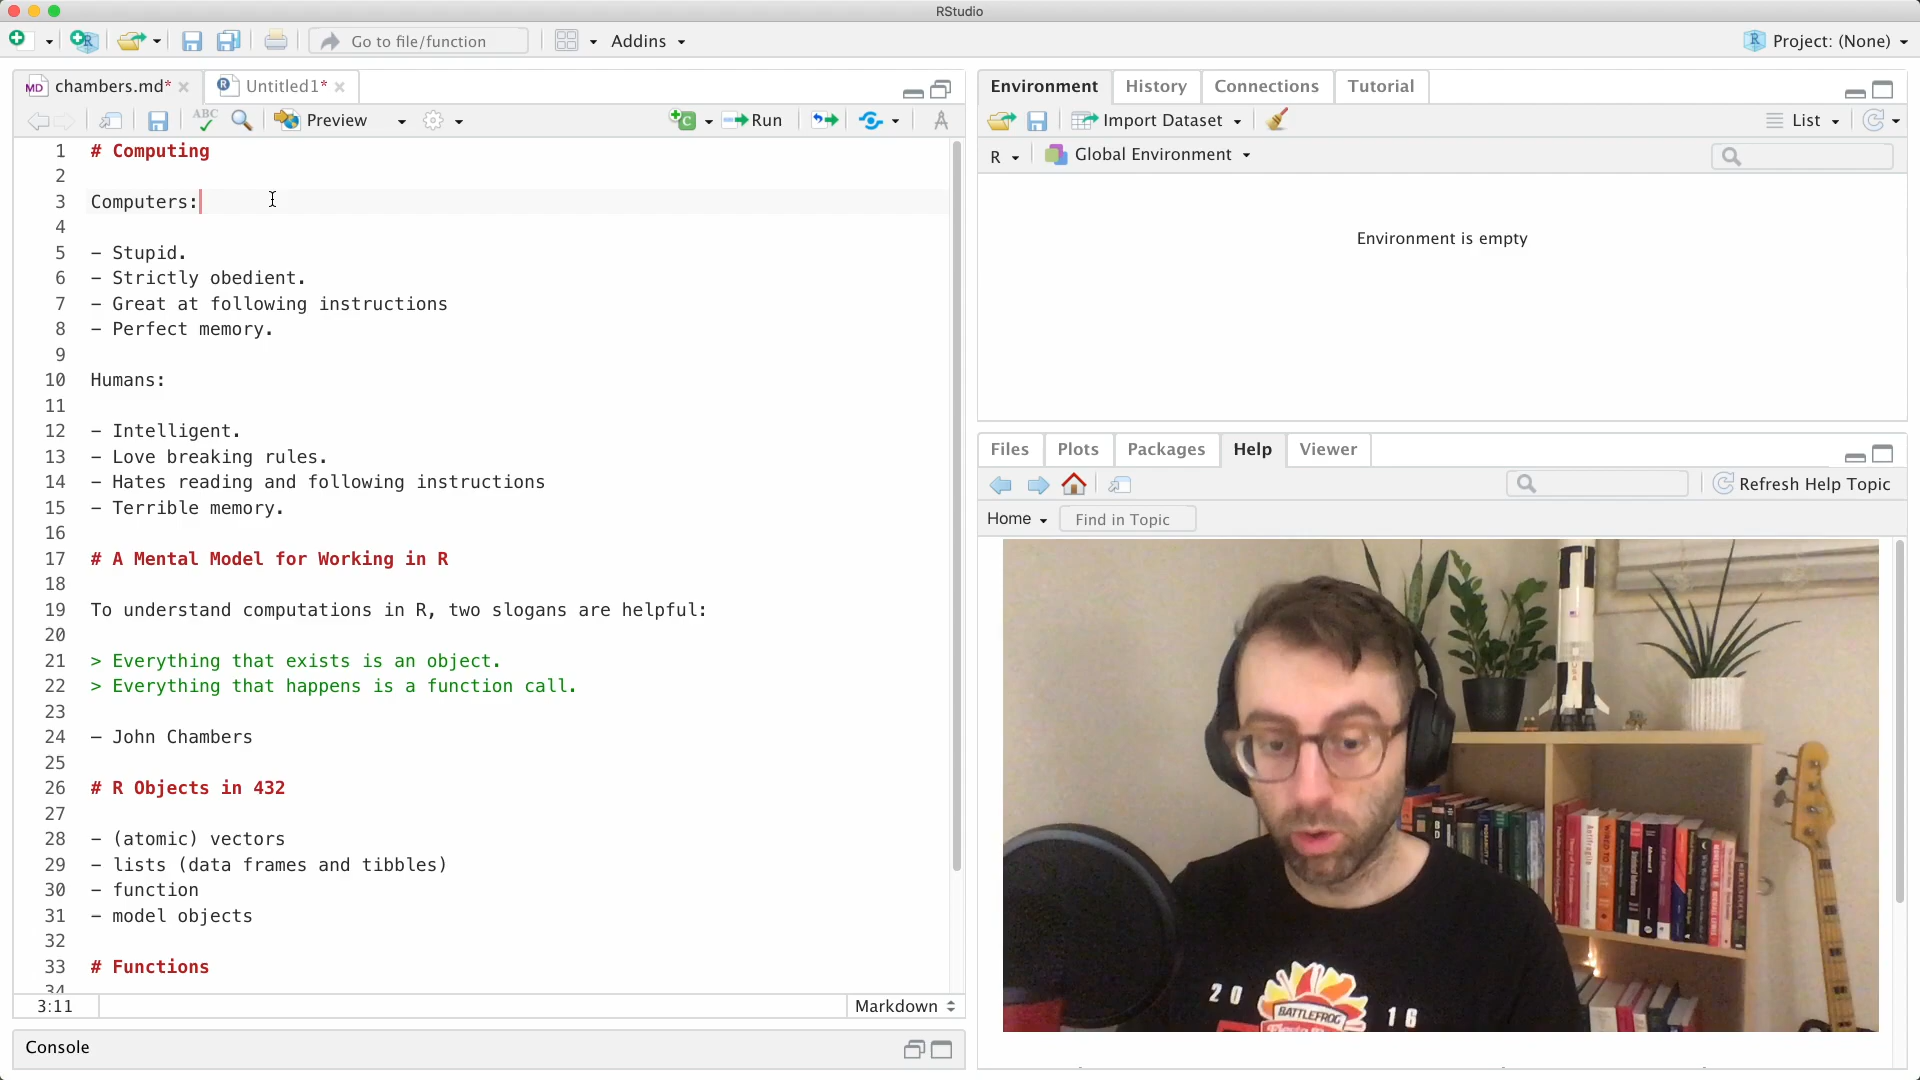 RStudio
Go to file/function
Addins
Project: (None)
chambers.md*
Untitled1*
Preview
Run
1 # Computing
2
3 Computers:
4
5 - Stupid.
6 - Strictly obedient.
7 - Great at following instructions
8 - Perfect memory.
9
10 Humans:
11
12 - Intelligent.
13 - Love breaking rules.
14 - Hates reading and following instructions
15 - Terrible memory.
16
17 # A Mental Model for Working in R
18
19 To understand computations in R, two slogans are helpful:
20
21 > Everything that exists is an object.
22 > Everything that happens is a function call.
23
24 - John Chambers
25
26 # R Objects in 432
27
28 - (atomic) vectors
29 - lists (data frames and tibbles)
30 - function
31 - model objects
32
33 # Functions
34
3:11
Markdown
Console
Environment
History
Connections
Tutorial
Import Dataset
List
R
Global Environment
Environment is empty
Files
Plots
Packages
Help
Viewer
Refresh Help Topic
Home
Find in Topic
20 16
BATTLEFROG